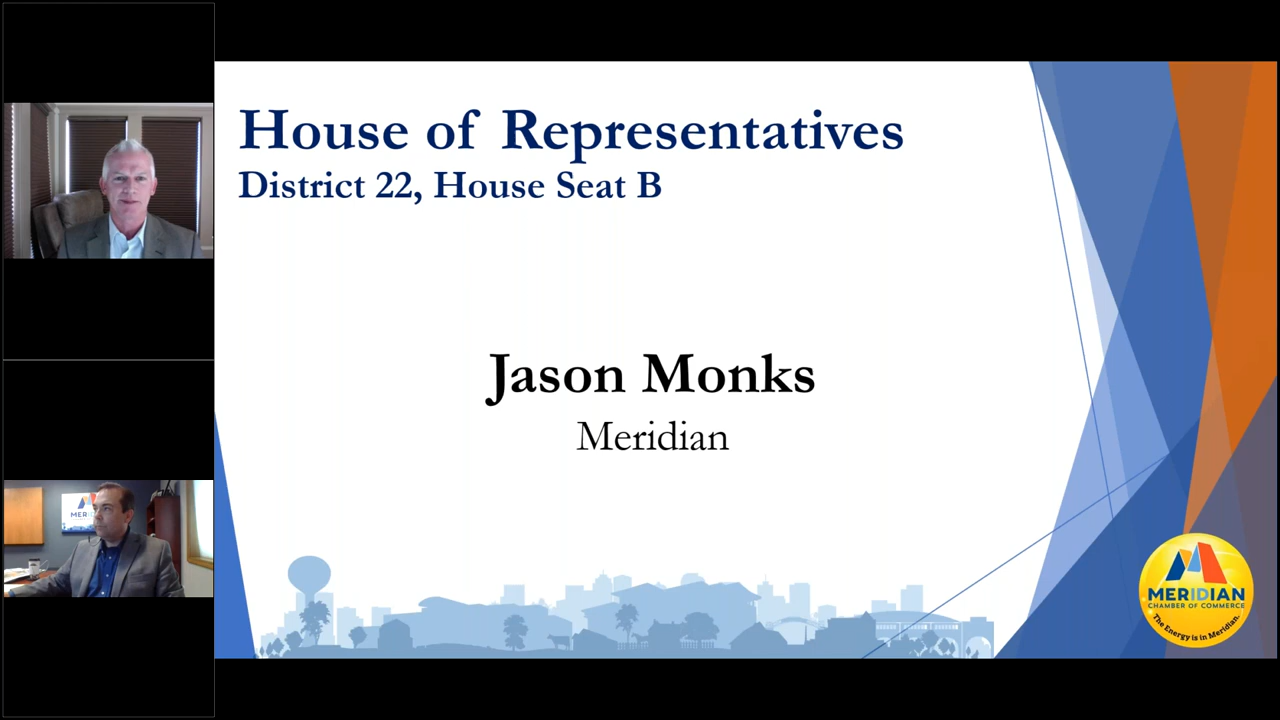 House of Representatives
District 22, House Seat B
Jason Monks
Meridian
MERIDIAN
CHAMBER OF COMMERCE
The Energy is in Meridian.
MER